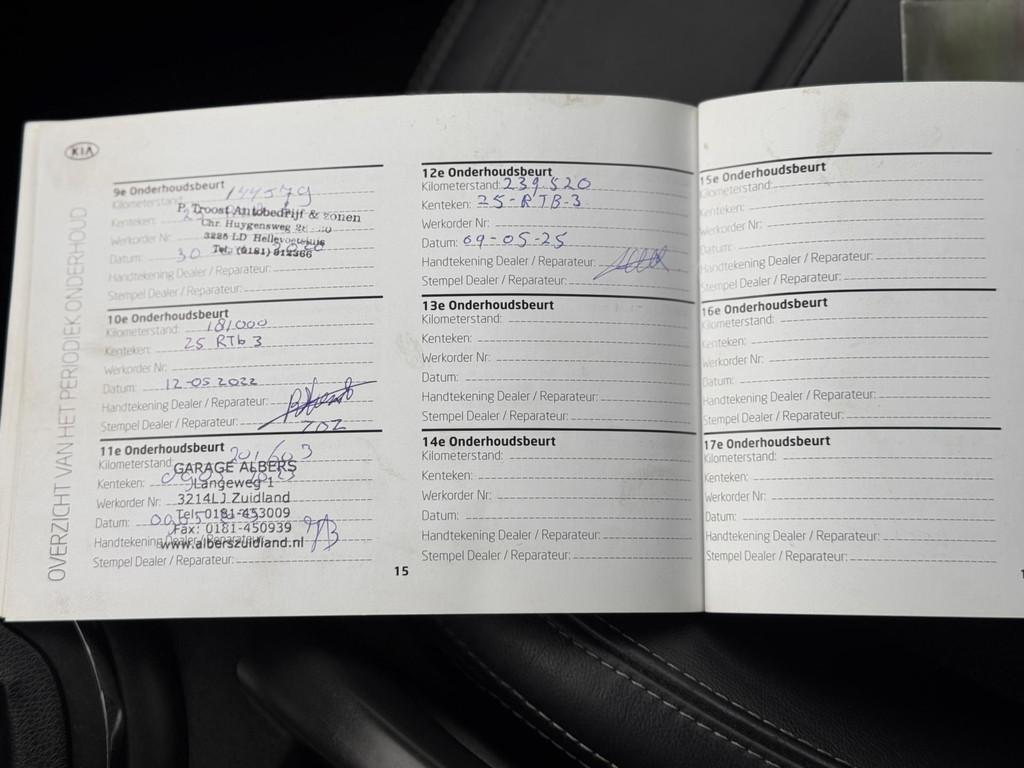 KIA
OVERZICHT VAN HET PERIODIEK ONDERHOUD
9e Onderhoudsbeurt
Kilometerstand: 144579
P. Troost Autobedrijf & zonen
Kenteken:
Chr. Huygensweg
Werkorder Nr:
3225 LD Hellevoetsluis
Datum: 30
Tel: (0181) 312366
Handtekening Dealer / Reparateur:
Stempel Dealer / Reparateur:
10e Onderhoudsbeurt
Kilometerstand: 181000
Kenteken: 25 RTb 3
Werkorder Nr:
Datum: 12-05 2022
Handtekening Dealer / Reparateur:
Stempel Dealer / Reparateur:
11e Onderhoudsbeurt
Kilometerstand: 201603
GARAGE ALBERS
Kenteken:
Langeweg 1
Werkorder Nr:
3214LJ Zuidland
Tel: 0181-453009
Datum:
Fax: 0181-450939
Handtekening Dealer / Reparateur:
www.alberszuidland.nl
Stempel Dealer / Reparateur:
15
12e Onderhoudsbeurt
Kilometerstand: 239.520
Kenteken: 25-RTB-3
Werkorder Nr:
Datum: 09-05-25
Handtekening Dealer / Reparateur:
Stempel Dealer / Reparateur:
13e Onderhoudsbeurt
Kilometerstand:
Kenteken:
Werkorder Nr:
Datum:
Handtekening Dealer / Reparateur:
Stempel Dealer / Reparateur:
14e Onderhoudsbeurt
Kilometerstand:
Kenteken:
Werkorder Nr:
Datum:
Handtekening Dealer / Reparateur:
Stempel Dealer / Reparateur:
15e Onderhoudsbeurt
Kilometerstand:
Kenteken:
Werkorder Nr:
Datum:
Handtekening Dealer / Reparateur:
Stempel Dealer / Reparateur:
16e Onderhoudsbeurt
Kilometerstand:
Kenteken:
Werkorder Nr:
Datum:
Handtekening Dealer / Reparateur:
Stempel Dealer / Reparateur:
17e Onderhoudsbeurt
Kilometerstand:
Kenteken:
Werkorder Nr:
Datum:
Handtekening Dealer / Reparateur:
Stempel Dealer / Reparateur: